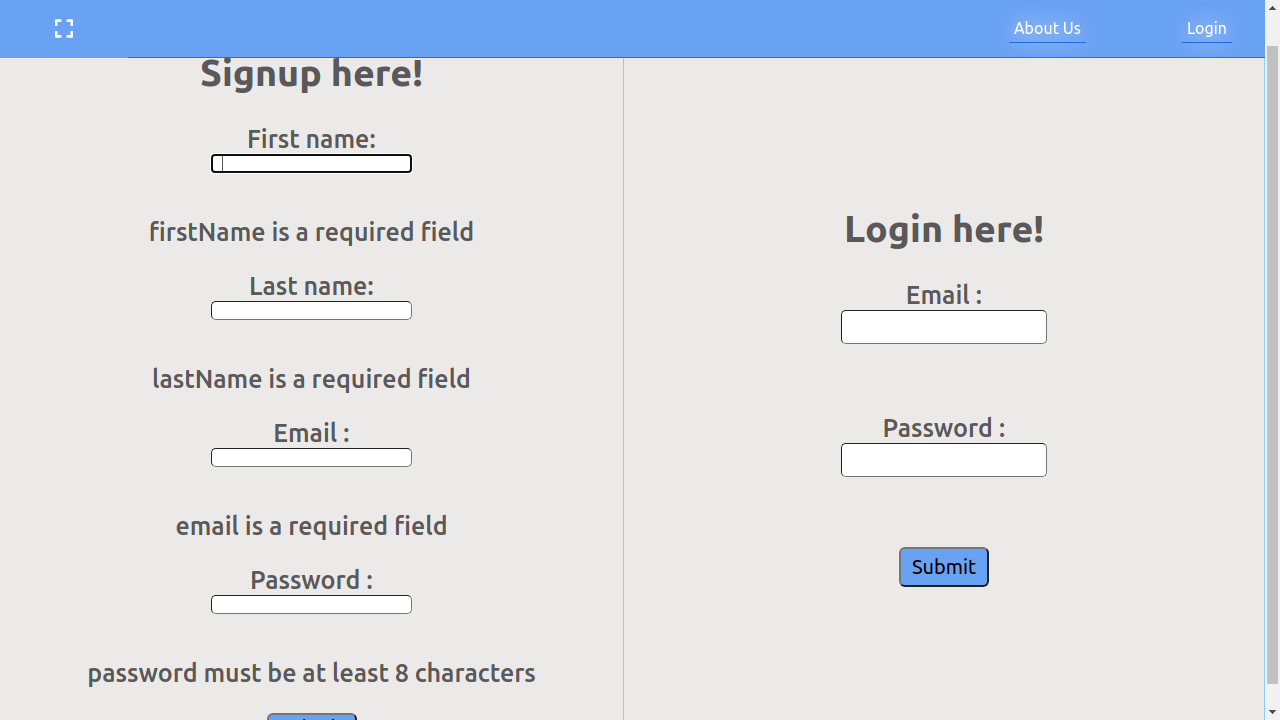 About Us
Login
Signup here!
First name:
firstName is a required field
Last name:
lastName is a required field
Email :
email is a required field
Password :
password must be at least 8 characters
Login here!
Email :
Password :
Submit